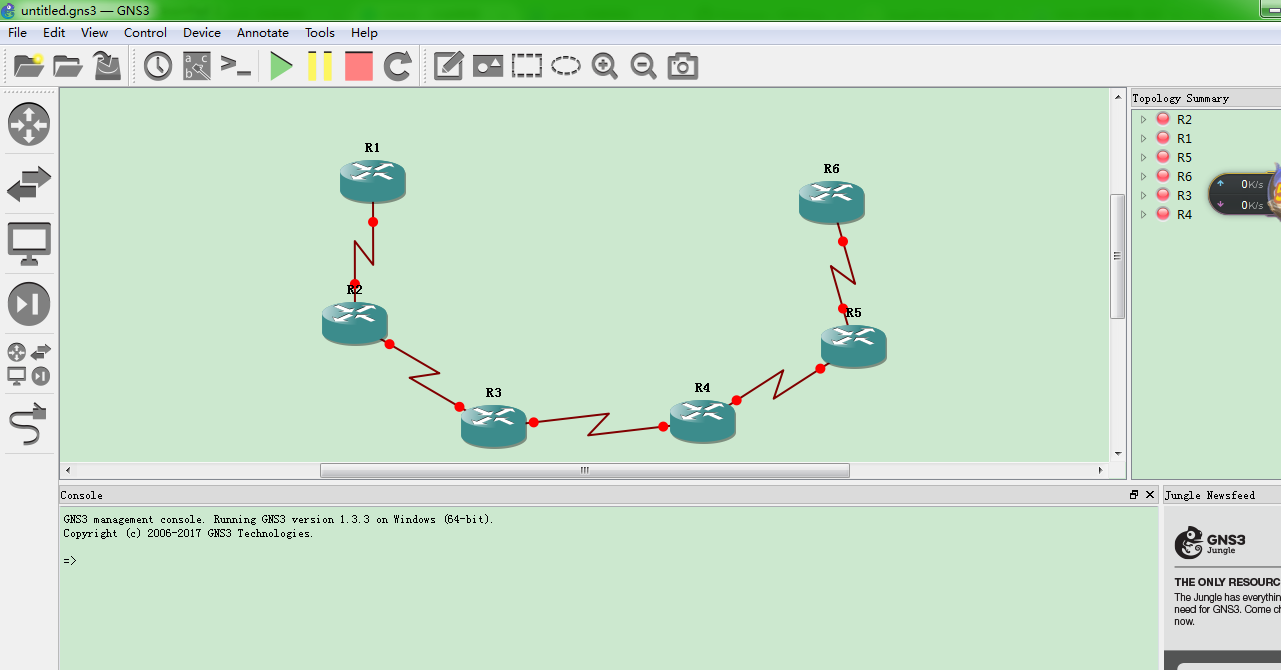 untitled.gns3 — GNS3
File Edit View Control Device Annotate Tools Help
Topology Summary
R2
R1
R5
R6
R3
R4
0K/s
0K/s
R1
R6
R2
R5
R3
R4
Console
GNS3 management console. Running GNS3 version 1.3.3 on Windows (64-bit).
Copyright (c) 2006-2017 GNS3 Technologies.
=>
Jungle Newsfeed
GNS3
Jungle
THE ONLY RESOURC
The Jungle has everythin
need for GNS3. Come ch
now.